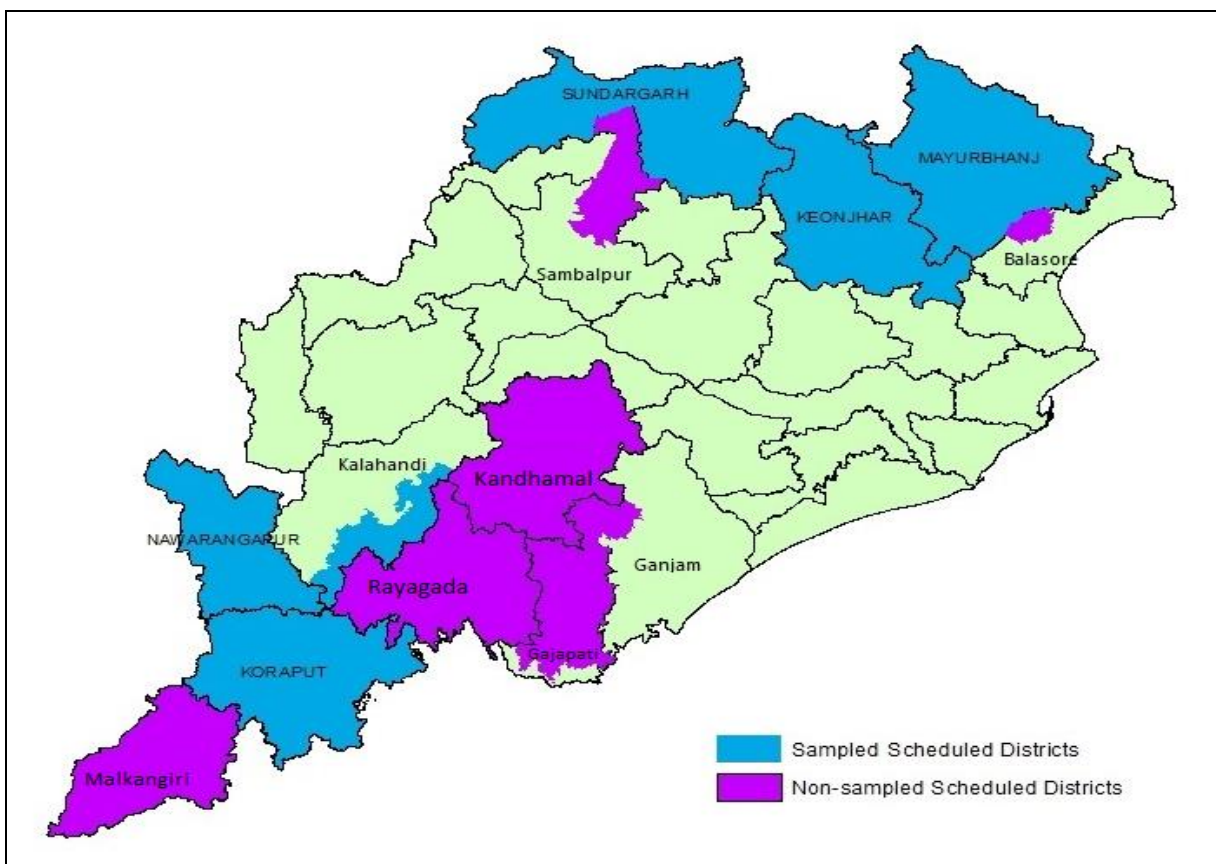 SUNDARGARH
MAYURBHANJ
KEONJHAR
Balasore
Sambalpur
Kalahandi
Kandhamal
NAWARANGAPUR
Ganjam
Rayagada
Gajapati
KORAPUT
Malkangiri
Sampled Scheduled Districts
Non-sampled Scheduled Districts